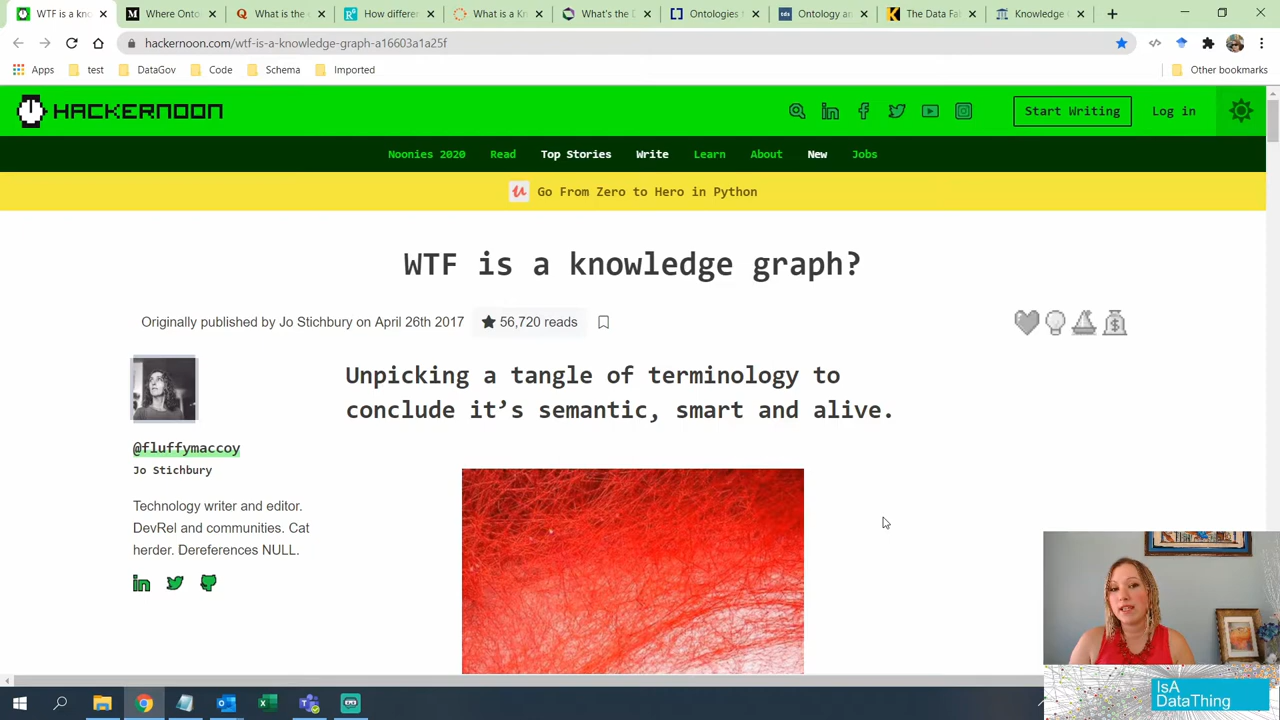 WTF is a kno
Where Onto
What is the
How differen
What is a Kn
What's the D
Ontologies f
Ontology an
The Data Fal
Knowledge G
hackernoon.com/wtf-is-a-knowledge-graph-a16603a1a25f
Apps test DataGov Code Schema Imported Other bookmarks
HACKERNOON Start Writing Log in
Noonies 2020 Read Top Stories Write Learn About New Jobs
Go From Zero to Hero in Python
WTF is a knowledge graph?
Originally published by Jo Stichbury on April 26th 2017 56,720 reads
Unpicking a tangle of terminology to
conclude it's semantic, smart and alive.
@fluffymaccoy
Jo Stichbury
Technology writer and editor.
DevRel and communities. Cat
herder. Dereferences NULL.
IsA
DataThing